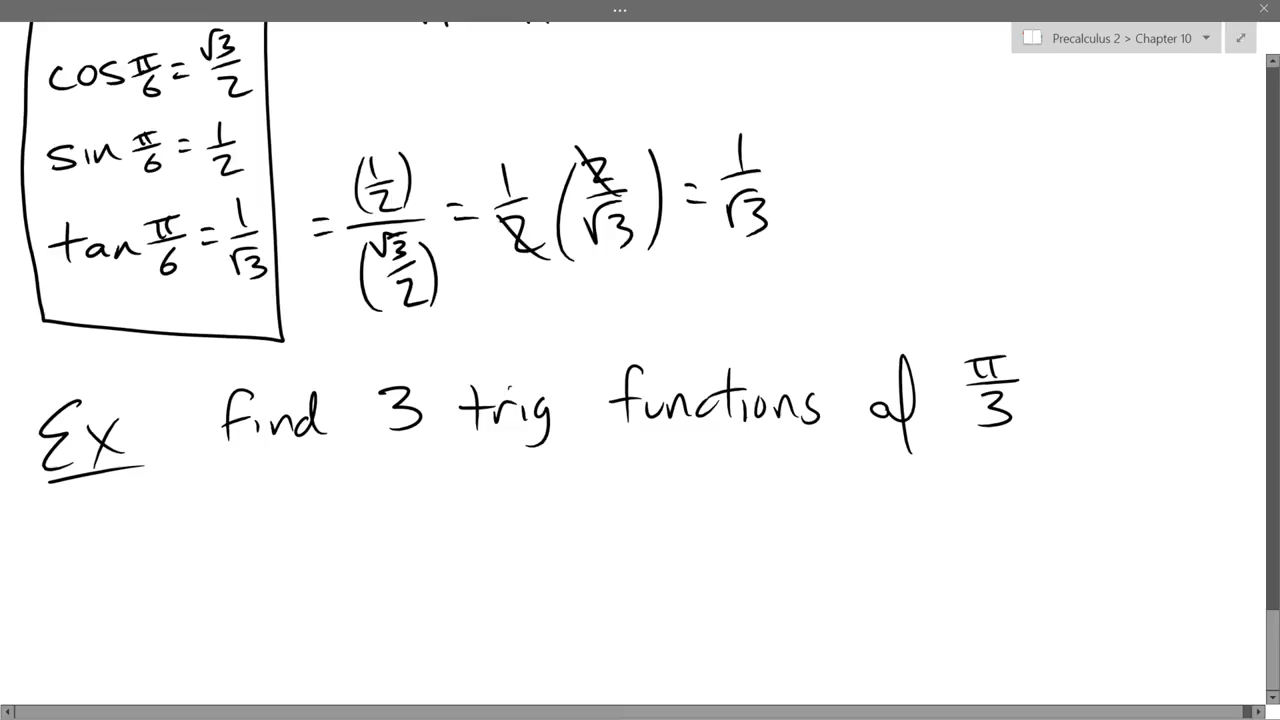 Precalculus 2 > Chapter 10
cos π/6 = √3/2
sin π/6 = 1/2
tan π/6 = 1/√3 = (1/2)/(√3/2) = 1/2 (2/√3) = 1/√3
Ex find 3 trig functions of π/3